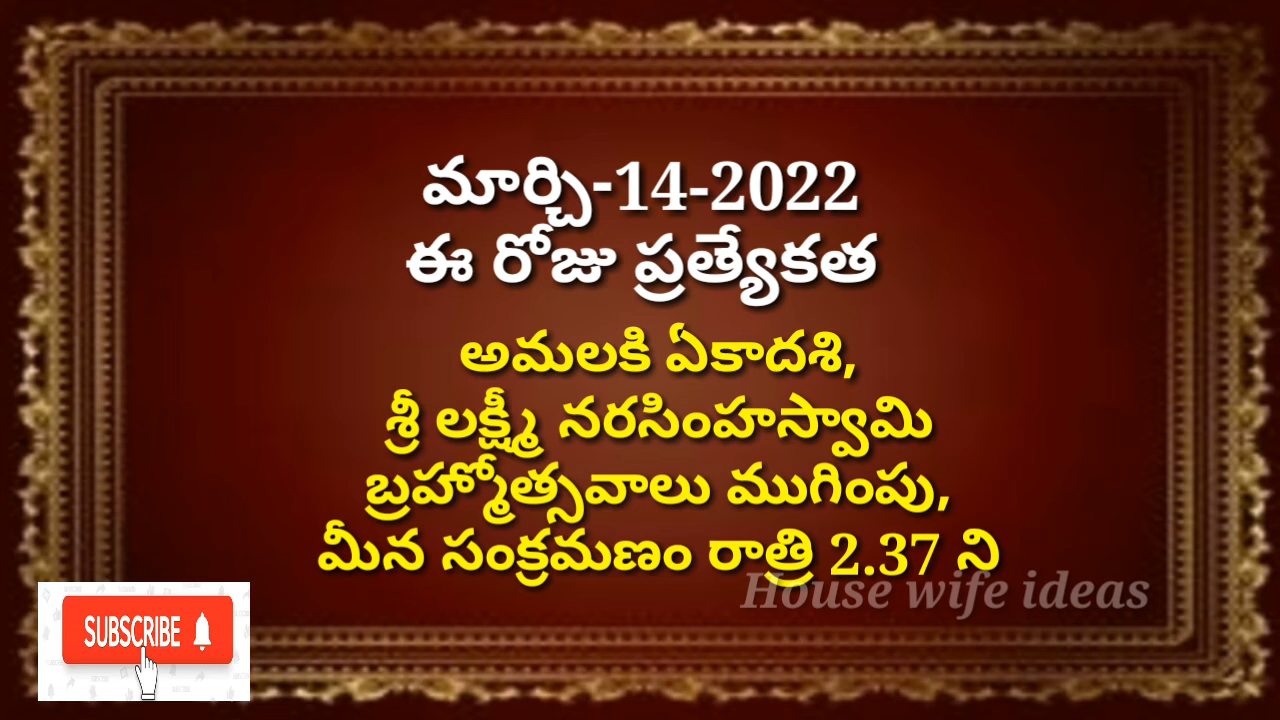 మార్చి-14-2022
ఈ రోజు ప్రత్యేకత
అమలకి ఏకాదశి,
శ్రీ లక్ష్మీ నరసింహస్వామి
బ్రహ్మోత్సవాలు ముగింపు,
మీన సంక్రమణం రాత్రి 2.37 ని
House wife ideas
SUBSCRIBE